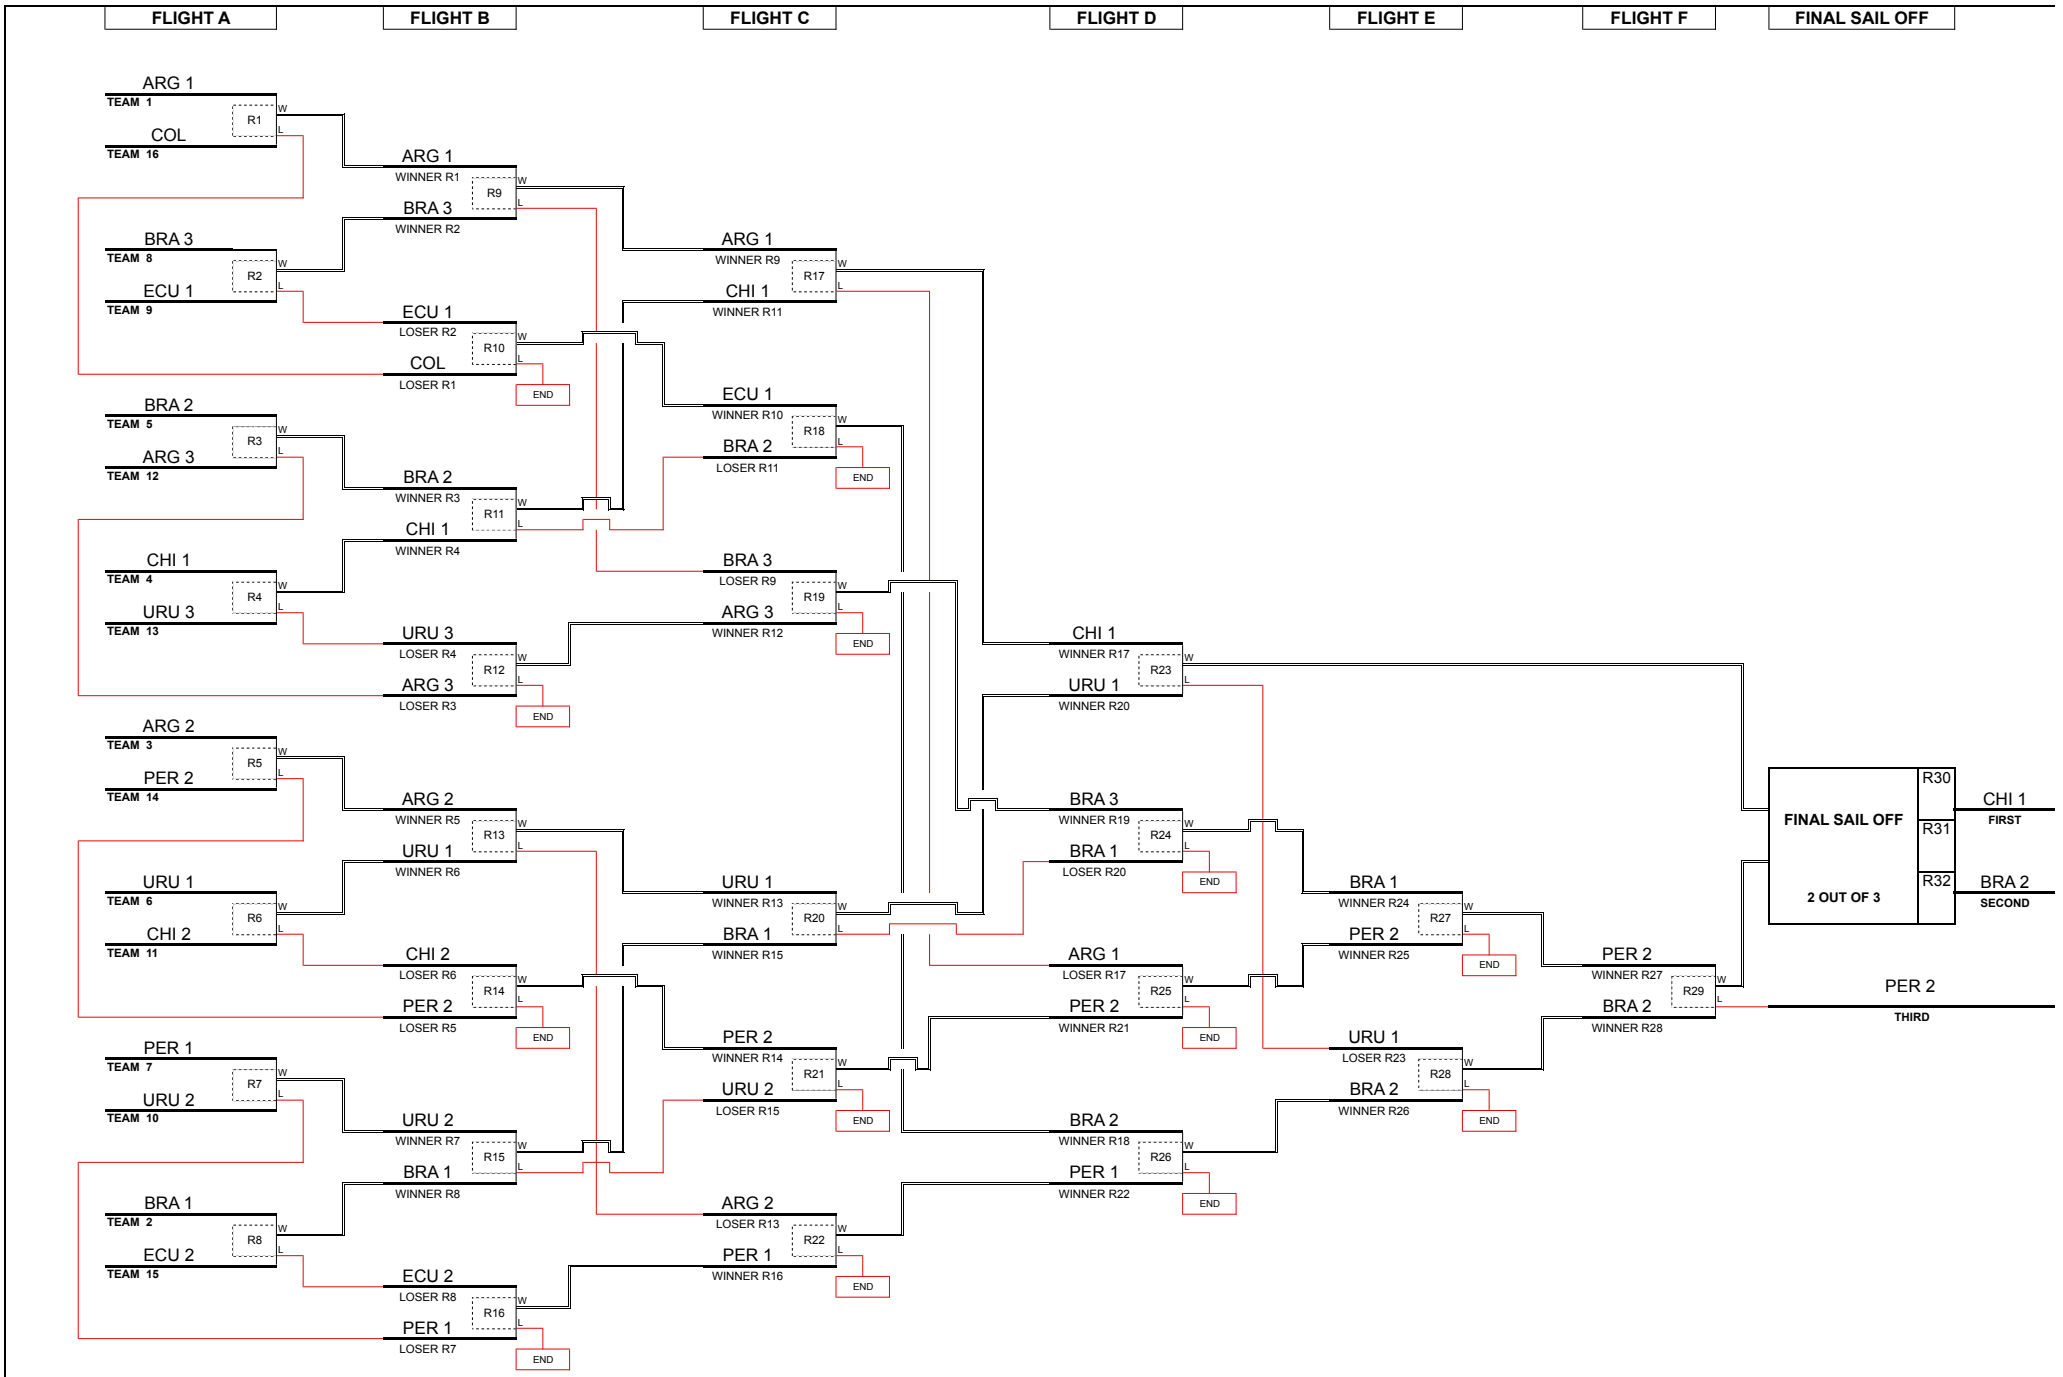 FLIGHT A
FLIGHT B
FLIGHT C
FLIGHT D
FLIGHT E
FLIGHT F
FINAL SAIL OFF
ARG 1
TEAM 1
R1
W
L
COL
TEAM 16
BRA 3
TEAM 8
R2
W
L
ECU 1
TEAM 9
BRA 2
TEAM 5
R3
W
L
ARG 3
TEAM 12
CHI 1
TEAM 4
R4
W
L
URU 3
TEAM 13
ARG 2
TEAM 3
R5
W
L
PER 2
TEAM 14
URU 1
TEAM 6
R6
W
L
CHI 2
TEAM 11
PER 1
TEAM 7
R7
W
L
URU 2
TEAM 10
BRA 1
TEAM 2
R8
W
L
ECU 2
TEAM 15
ARG 1
WINNER R1
R9
W
L
BRA 3
WINNER R2
ECU 1
LOSER R2
R10
W
L
COL
LOSER R1
END
BRA 2
WINNER R3
R11
W
L
CHI 1
WINNER R4
URU 3
LOSER R4
R12
W
L
ARG 3
LOSER R3
END
ARG 2
WINNER R5
R13
W
L
URU 1
WINNER R6
CHI 2
LOSER R6
R14
W
L
PER 2
LOSER R5
END
URU 2
WINNER R7
R15
W
L
BRA 1
WINNER R8
ECU 2
LOSER R8
R16
W
L
PER 1
LOSER R7
END
ARG 1
WINNER R9
R17
W
L
CHI 1
WINNER R11
ECU 1
WINNER R10
R18
W
L
BRA 2
LOSER R11
END
BRA 3
LOSER R9
R19
W
L
ARG 3
WINNER R12
END
URU 1
WINNER R13
R20
W
L
BRA 1
WINNER R15
PER 2
WINNER R14
R21
W
L
URU 2
LOSER R15
END
ARG 2
LOSER R13
R22
W
L
PER 1
WINNER R16
END
CHI 1
WINNER R17
R23
W
L
URU 1
WINNER R20
BRA 3
WINNER R19
R24
W
L
BRA 1
LOSER R20
END
ARG 1
LOSER R17
R25
W
L
PER 2
WINNER R21
END
BRA 2
WINNER R18
R26
W
L
PER 1
WINNER R22
END
BRA 1
WINNER R24
R27
W
L
PER 2
WINNER R25
END
URU 1
LOSER R23
R28
W
L
BRA 2
WINNER R26
END
PER 2
WINNER R27
R29
W
L
BRA 2
WINNER R28
FINAL SAIL OFF
2 OUT OF 3
R30
R31
R32
CHI 1
FIRST
BRA 2
SECOND
PER 2
THIRD